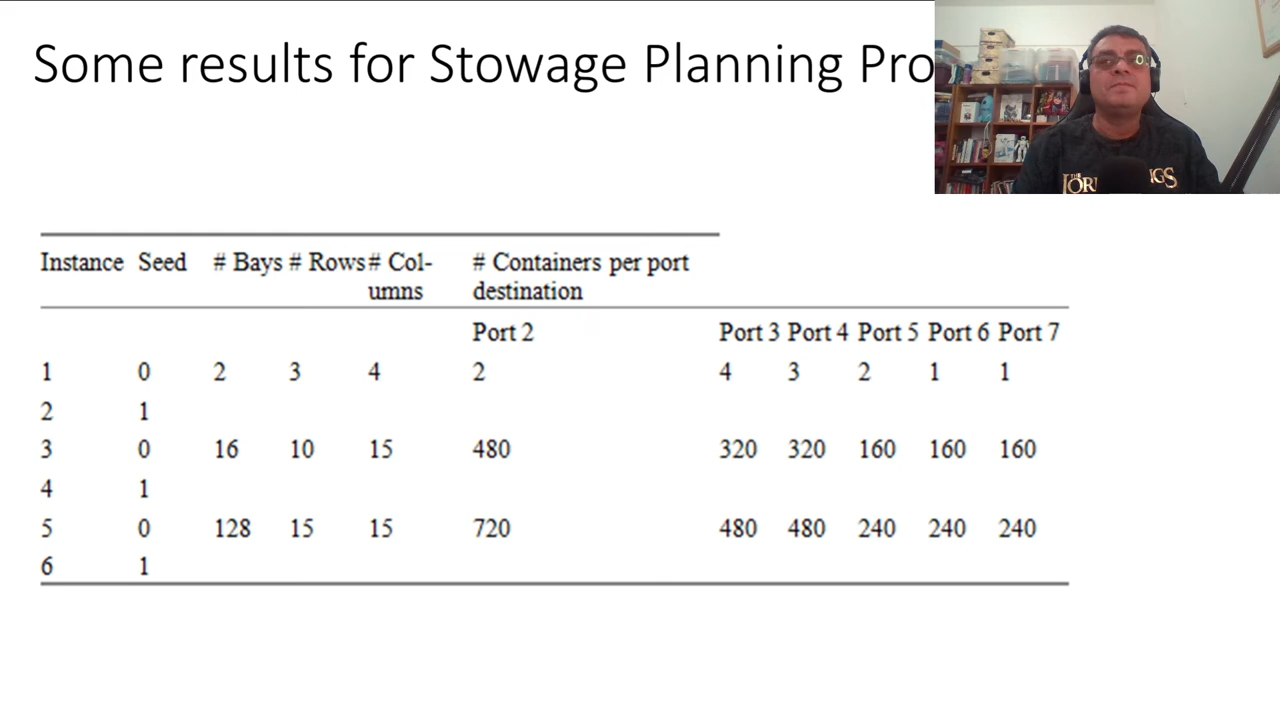 Some results for Stowage Planning Pro
Instance Seed # Bays # Rows # Col- # Containers per port
umns destination
Port 2 Port 3 Port 4 Port 5 Port 6 Port 7
1 0 2 3 4 2 4 3 2 1 1
2 1
3 0 16 10 15 480 320 320 160 160 160
4 1
5 0 128 15 15 720 480 480 240 240 240
6 1
THE